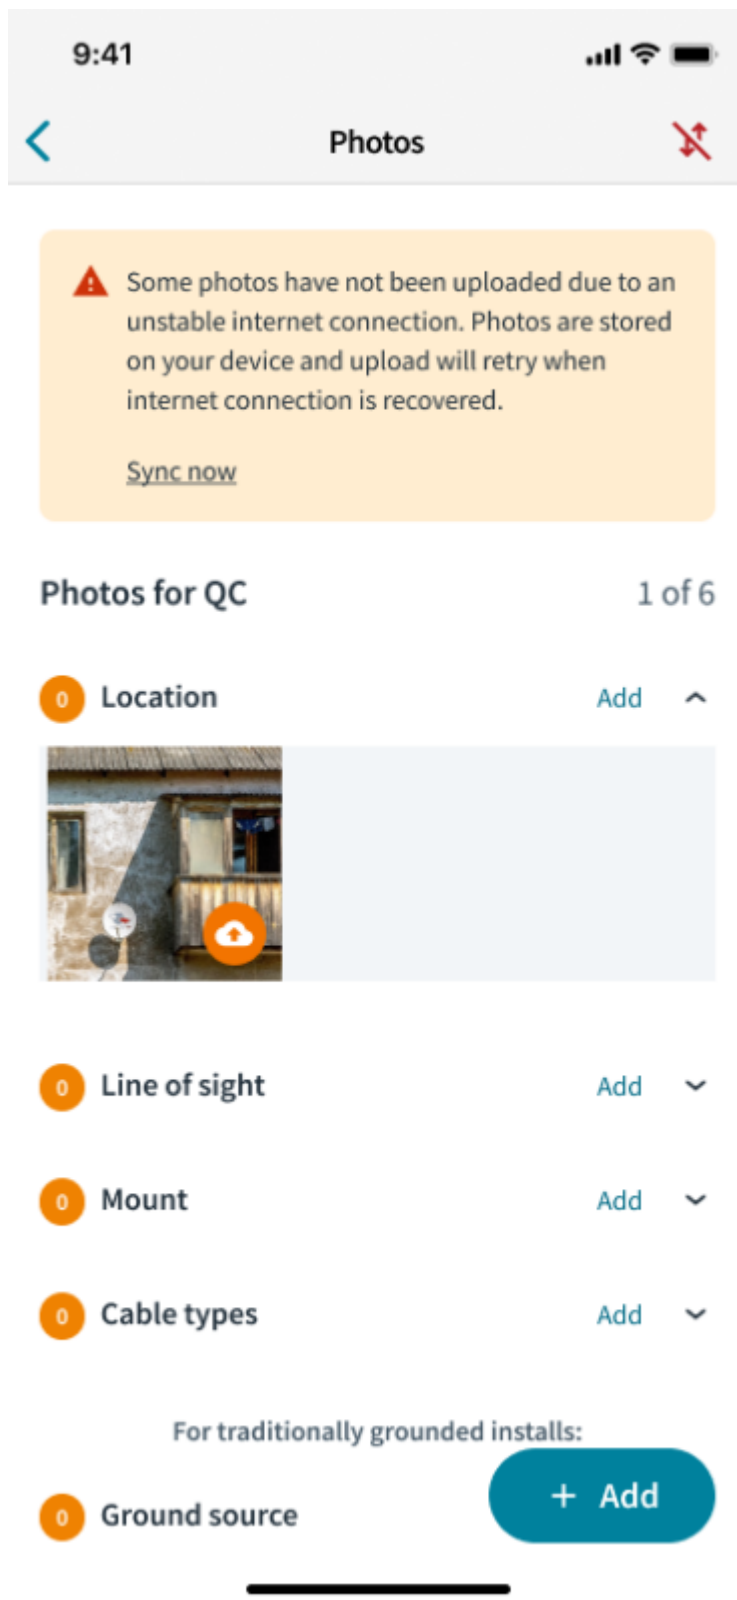 9:41
Photos
Some photos have not been uploaded due to an
unstable internet connection. Photos are stored
on your device and upload will retry when
internet connection is recovered.
Sync now
Photos for QC 1 of 6
0 Location Add
0 Line of sight Add
0 Mount Add
0 Cable types Add
For traditionally grounded installs:
0 Ground source
+ Add